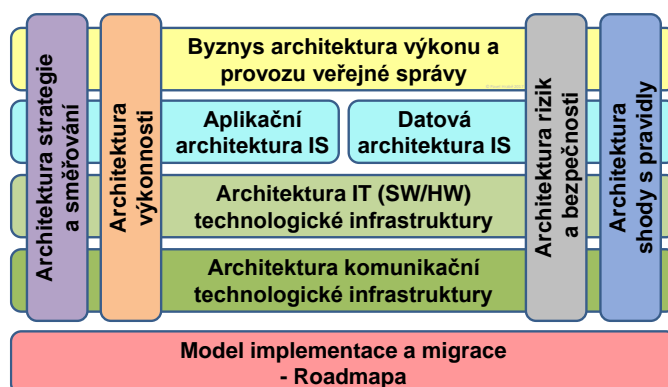 Byznys architektura výkonu a
provozu veřejné správy
Architektura strategie
a směřování
Architektura
výkonnosti
Aplikační
architektura IS
Datová
architektura IS
Architektura rizik
a bezpečnosti
Architektura
shody s pravidly
Architektura IT (SW/HW)
technologické infrastruktury
Architektura komunikační
technologické infrastruktury
Model implementace a migrace
- Roadmapa